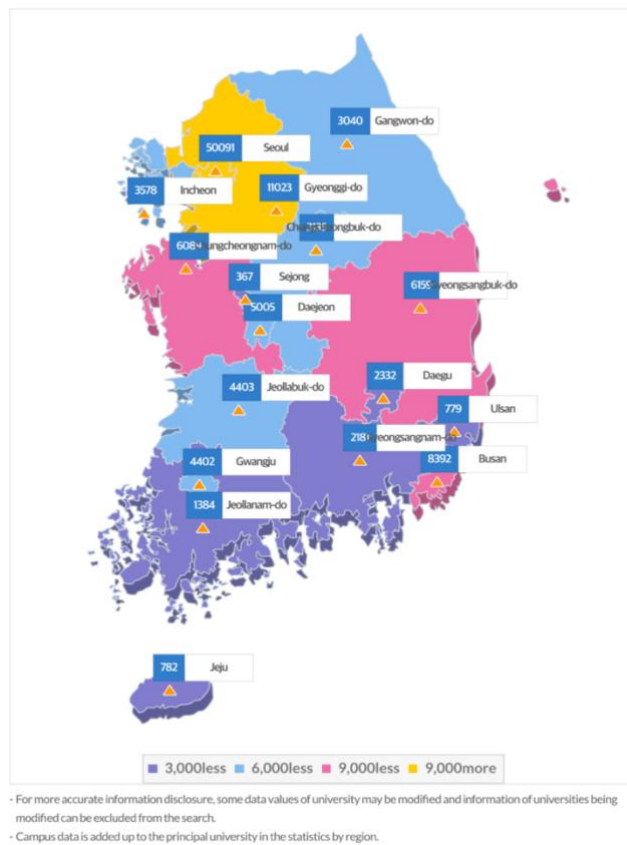 3040 Gangwon-do
50091 Seoul
3578 Incheon
11023 Gyeonggi-do
Chungcheongbuk-do
Chungcheongnam-do
367 Sejong
Gyeongsangbuk-do
5005 Daejeon
2332 Daegu
4403 Jeollabuk-do
779 Ulsan
Gyeongsangnam-do
8392 Busan
4402 Gwangju
1384 Jeollanam-do
782 Jeju
3,000less 6,000less 9,000less 9,000more
- For more accurate information disclosure, some data values of university may be modified and information of universities being
modified can be excluded from the search.
- Campus data is added up to the principal university in the statistics by region.